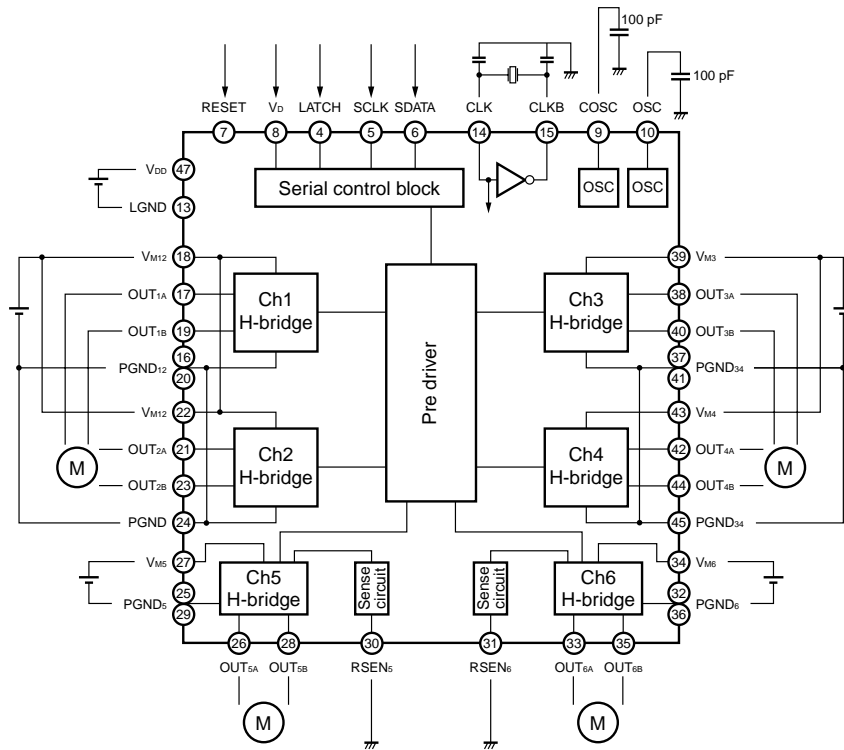 100 pF
100 pF
RESET VD LATCH SCLK SDATA CLK CLKB COSC OSC
7 8 4 5 6 14 15 9 10
VDD 47
LGND 13
Serial control block
OSC OSC
VM12 18
OUT1A 17
OUT1B 19
16
PGND12
20
VM12 22
OUT2A 21
M
OUT2B 23
PGND 24
Ch1
H-bridge
Ch2
H-bridge
Pre driver
Ch3
H-bridge
Ch4
H-bridge
39 VM3
38 OUT3A
40 OUT3B
37
PGND34
41
43 VM4
42 OUT4A
M
44 OUT4B
45 PGND34
VM5 27
25
PGND5
29
Ch5
H-bridge
Sense
circuit
Sense
circuit
Ch6
H-bridge
34 VM6
32
PGND6
36
26 28 30 31 33 35
OUT5A OUT5B RSEN5 RSEN6 OUT6A OUT6B
M M